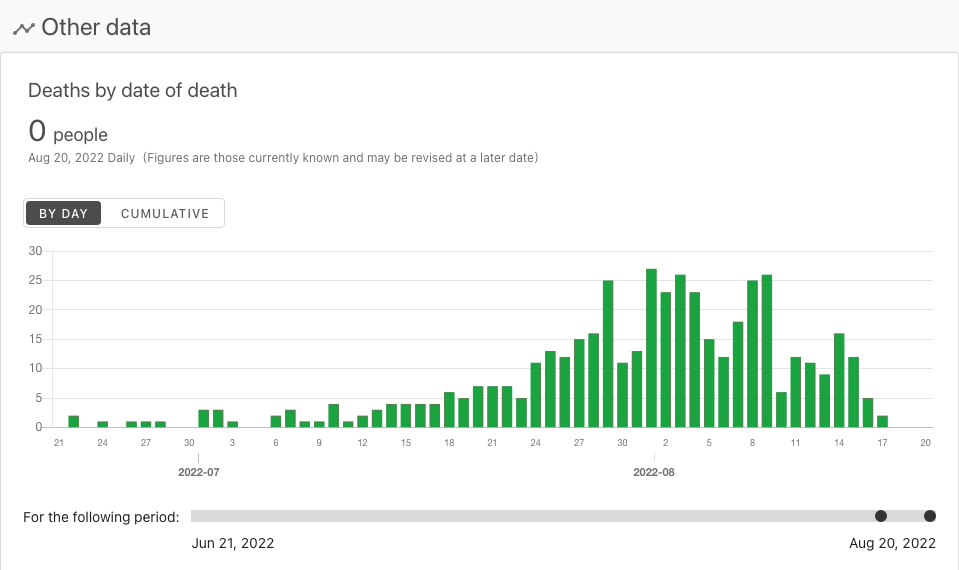 Other data
Deaths by date of death
0 people
Aug 20, 2022 Daily (Figures are those currently known and may be revised at a later date)
BY DAY CUMULATIVE
30
25
20
15
10
5
0
21 24 27 30 3 6 9 12 15 18 21 24 27 30 2 5 8 11 14 17 20
2022-07 2022-08
For the following period:
Jun 21, 2022 Aug 20, 2022